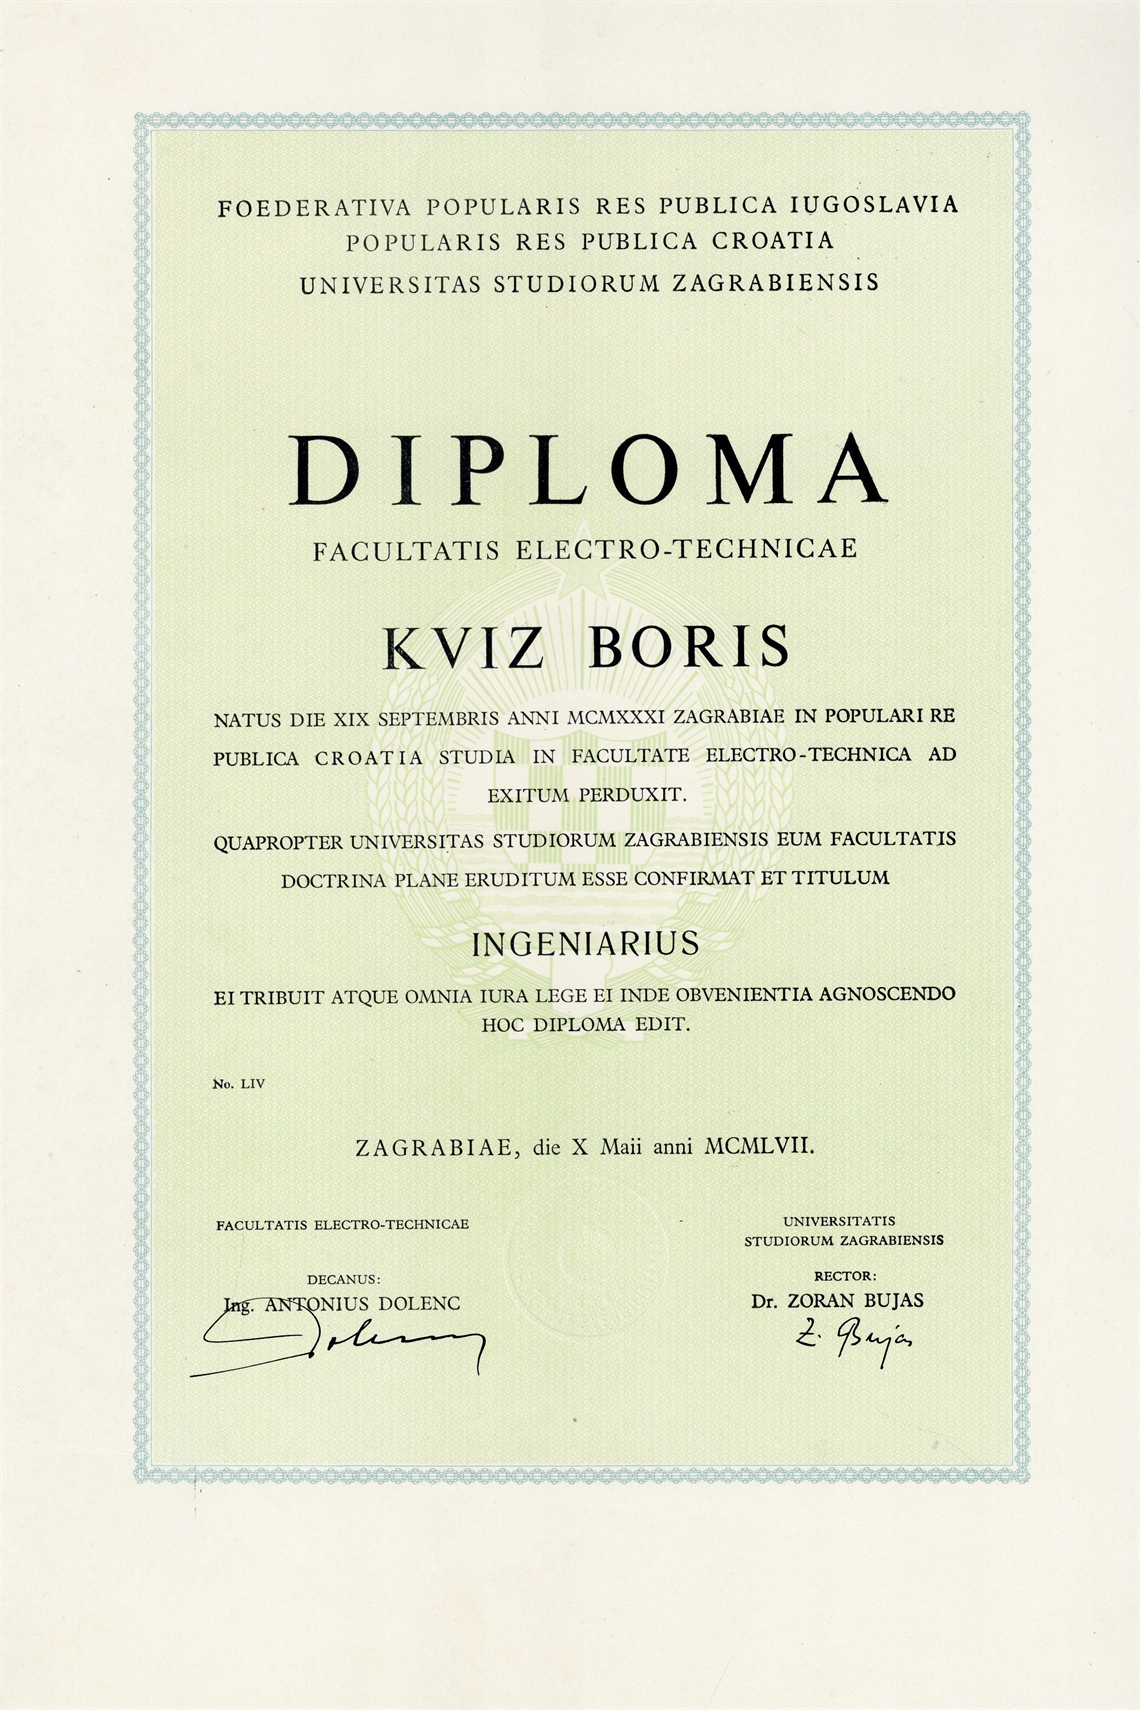 FOEDERATIVA POPULARIS RES PUBLICA IUGOSLAVIA
POPULARIS RES PUBLICA CROATIA
UNIVERSITAS STUDIORUM ZAGRABIENSIS
DIPLOMA
FACULTATIS ELECTRO-TECHNICAE
KVIZ BORIS
NATUS DIE XIX SEPTEMBRIS ANNI MCMXXXI ZAGRABIAE IN POPULARI RE
PUBLICA CROATIA STUDIA IN FACULTATE ELECTRO-TECHNICA AD
EXITUM PERDUXIT.
QUAPROPTER UNIVERSITAS STUDIORUM ZAGRABIENSIS EUM FACULTATIS
DOCTRINA PLANE ERUDITUM ESSE CONFIRMAT ET TITULUM
INGENIARIUS
EI TRIBUIT ATQUE OMNIA IURA LEGE EI INDE OBVENIENTIA AGNOSCENDO
HOC DIPLOMA EDIT.
No. LIV
ZAGRABIAE, die X Maii anni MCMLVII.
FACULTATIS ELECTRO-TECHNICAE
DECANUS:
Ing. ANTONIUS DOLENC
Dolenc
UNIVERSITATIS
STUDIORUM ZAGRABIENSIS
RECTOR:
Dr. ZORAN BUJAS
Z. Bujas